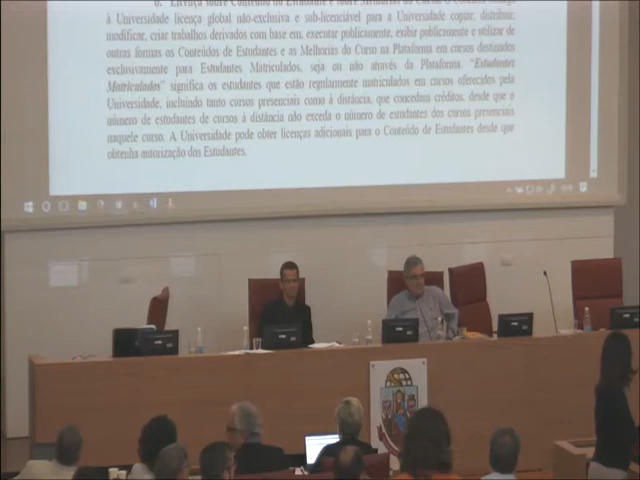 à Universidade licença global não-exclusiva e sub-licenciável para a Universidade copiar, distribuir,
modificar, criar trabalhos derivados com base em, executar publicamente, exibir publicamente e utilizar de
outras formas os Conteúdos de Estudantes e as Melhorias do Curso na Plataforma em cursos destinados
exclusivamente para Estudantes Matriculados, seja ou não através da Plataforma. "Estudantes
Matriculados" significa os estudantes que estão regularmente matriculados em cursos oferecidos pela
Universidade, incluindo tanto cursos presenciais como à distância, que concedam créditos, desde que o
número de estudantes de cursos à distância não exceda o número de estudantes dos cursos presenciais
naquele curso. A Universidade pode obter licenças adicionais para o Conteúdo de Estudantes desde que
obtenha autorização dos Estudantes.